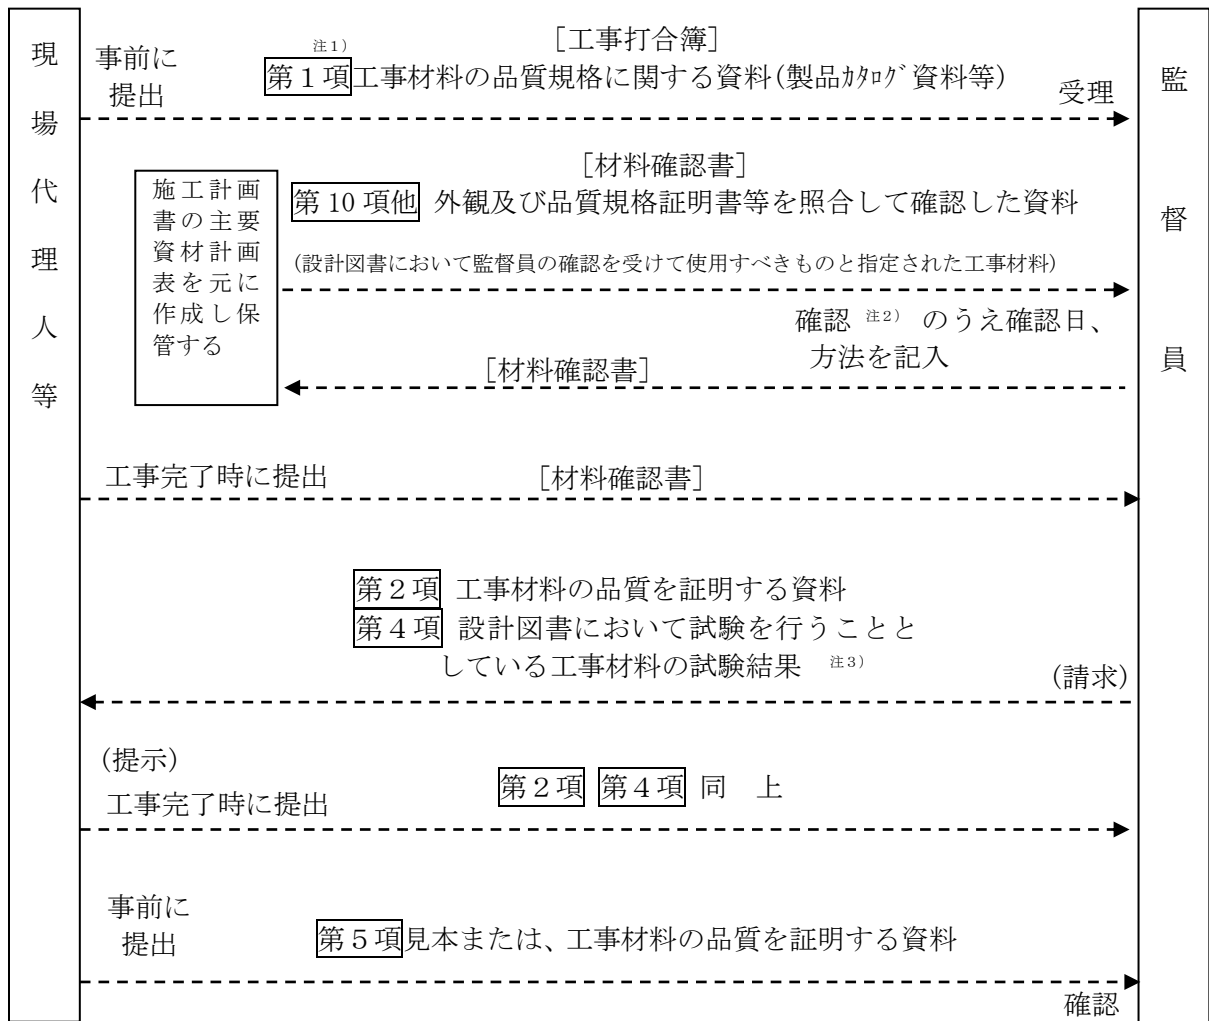 現場代理人等
監督員
事前に
提出
注1)
[工事打合簿]
第1項工事材料の品質規格に関する資料(製品ｶﾀﾛｸﾞ資料等)
受理
[材料確認書]
施工計画
書の主要
資材計画
表を元に
作成し保
管する
第10項他 外観及び品質規格証明書等を照合して確認した資料
(設計図書において監督員の確認を受けて使用すべきものと指定された工事材料)
確認 注2) のうえ確認日、
方法を記入
[材料確認書]
工事完了時に提出
[材料確認書]
第2項 工事材料の品質を証明する資料
第4項 設計図書において試験を行うことと
している工事材料の試験結果 注3)
(請求)
(提示)
工事完了時に提出
第2項 第4項 同 上
事前に
提出
第5項見本または、工事材料の品質を証明する資料
確認